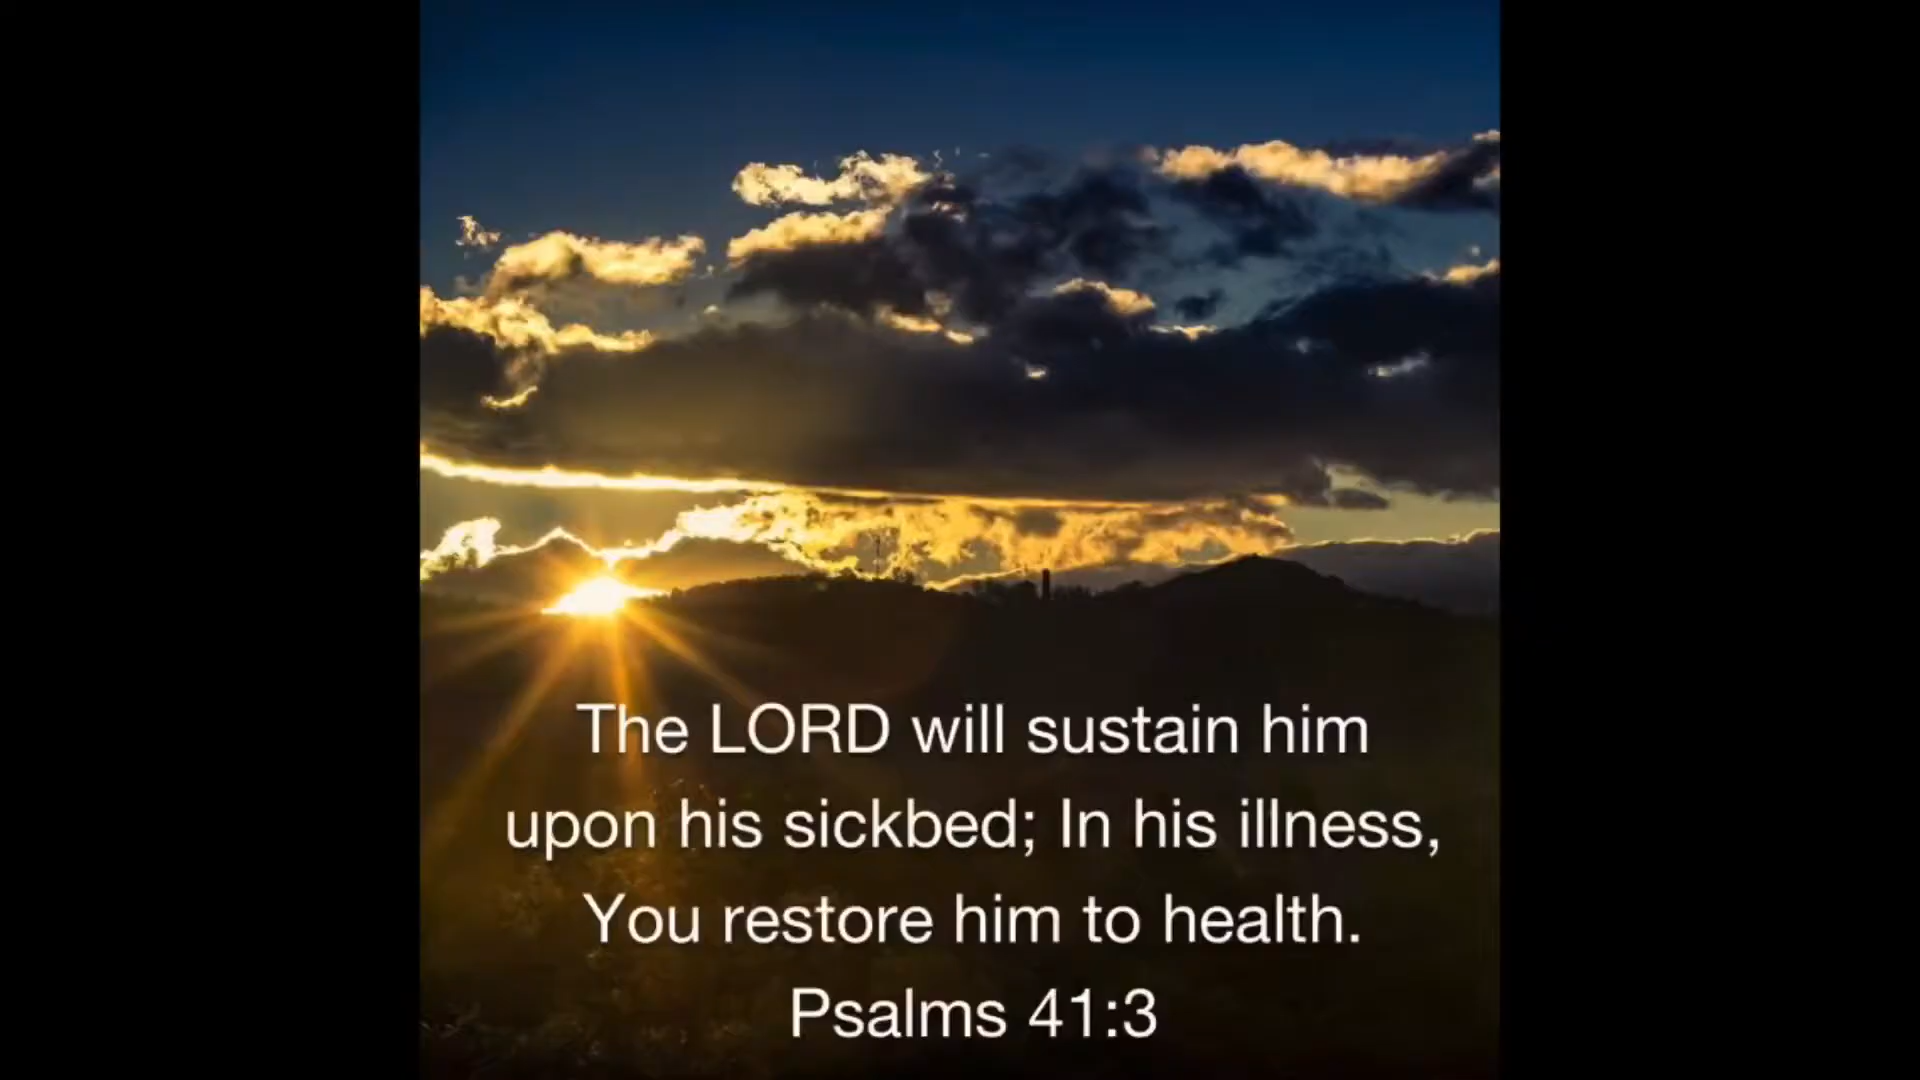 The LORD will sustain him
upon his sickbed; In his illness,
You restore him to health.
Psalms 41:3